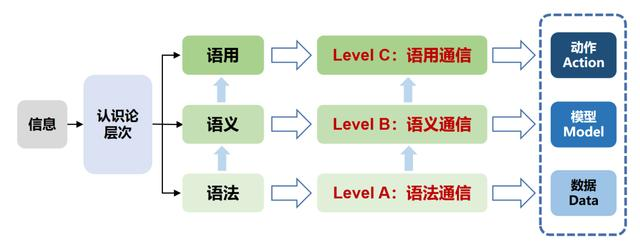 信息
认识论
层次
语用
Level C：语用通信
动作
Action
语义
Level B：语义通信
模型
Model
语法
Level A：语法通信
数据
Data